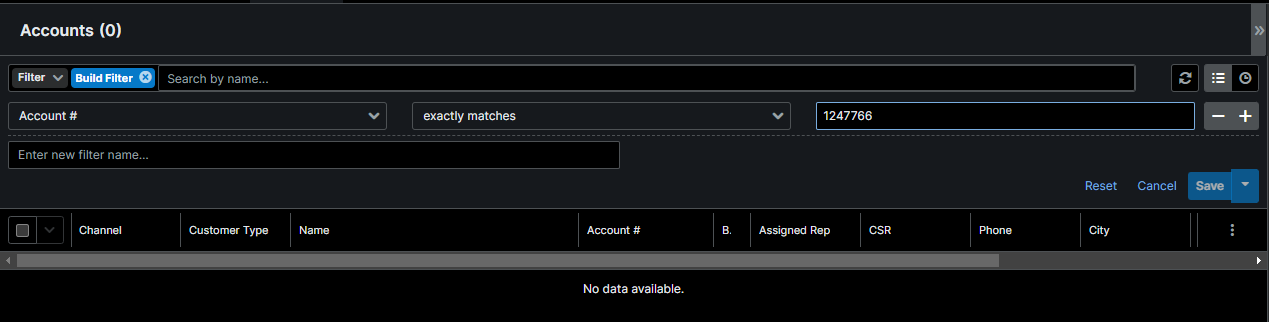 Accounts (0)
Filter Build Filter Search by name...
Account # exactly matches 1247766
Enter new filter name...
Reset Cancel Save
Channel Customer Type Name Account # B. Assigned Rep CSR Phone City
No data available.